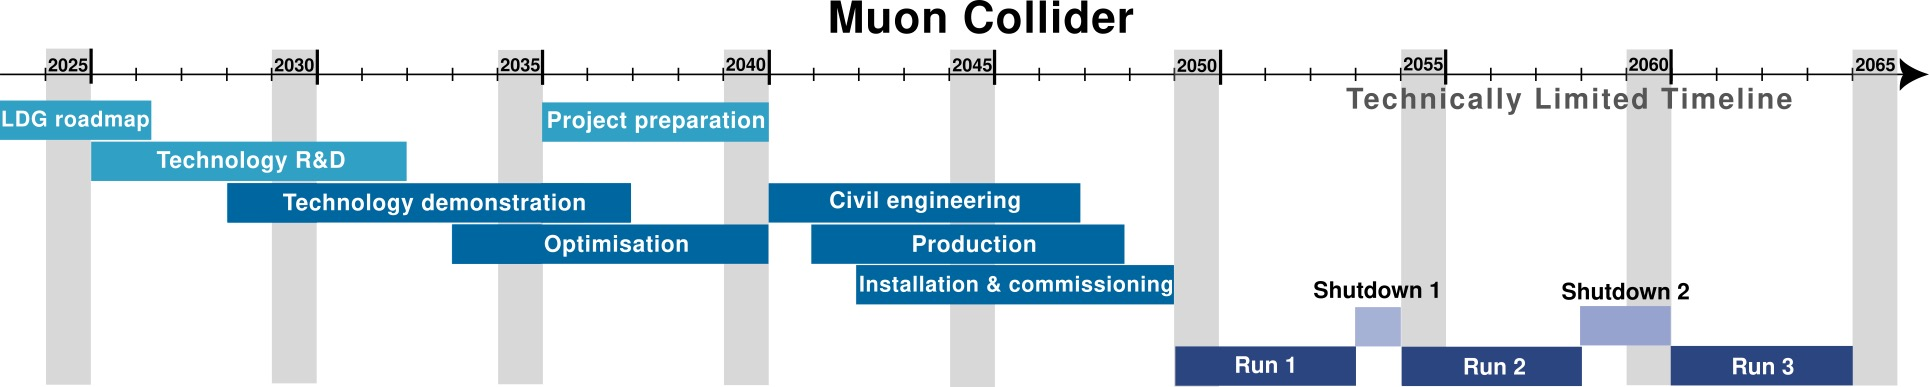 Muon Collider
2025 2030 2035 2040 2045 2050 2055 2060 2065
Technically Limited Timeline
LDG roadmap
Project preparation
Technology R&D
Technology demonstration
Civil engineering
Optimisation
Production
Installation & commissioning
Shutdown 1
Shutdown 2
Run 1
Run 2
Run 3